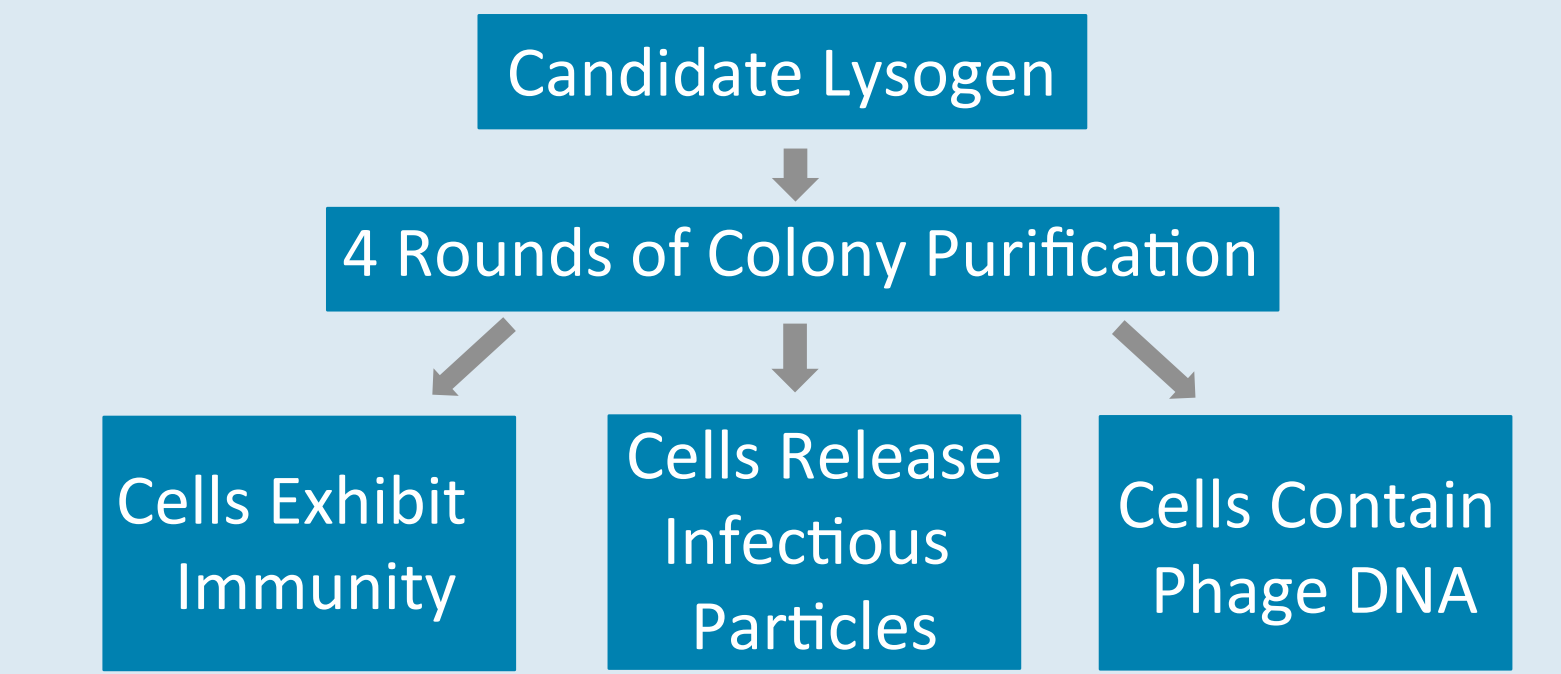 Candidate Lysogen
4 Rounds of Colony Purification
Cells Exhibit
Immunity
Cells Release
Infectious
Particles
Cells Contain
Phage DNA